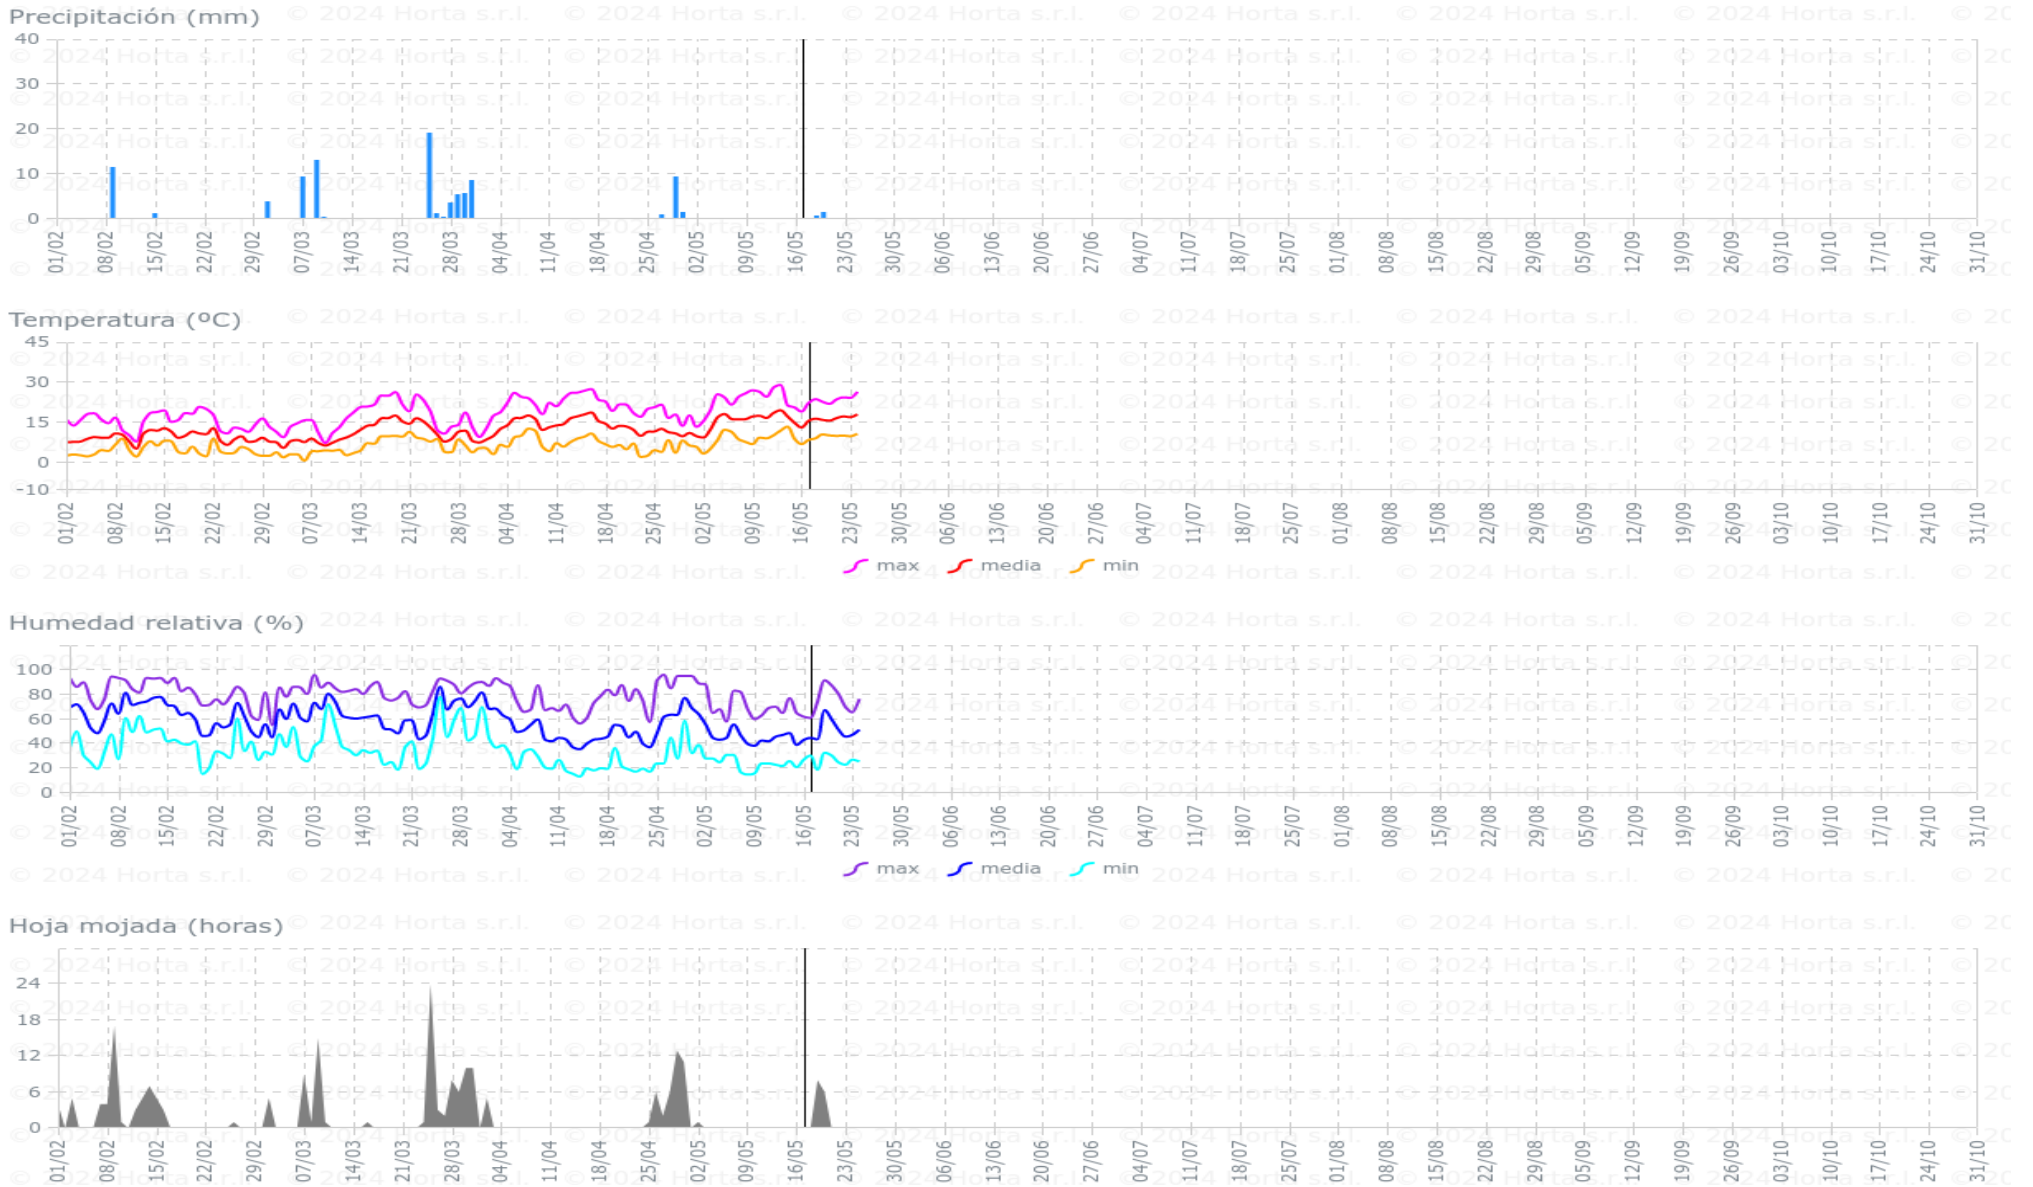 Precipitación (mm)
40
30
20
10
0
01/02 08/02 15/02 22/02 29/02 07/03 14/03 21/03 28/03 04/04 11/04 18/04 25/04 02/05 09/05 16/05 23/05 30/05 06/06 13/06 20/06 27/06 04/07 11/07 18/07 25/07 01/08 08/08 15/08 22/08 29/08 05/09 12/09 19/09 26/09 03/10 10/10 17/10 24/10 31/10
Temperatura (ºC)
45
30
15
0
-10
01/02 08/02 15/02 22/02 29/02 07/03 14/03 21/03 28/03 04/04 11/04 18/04 25/04 02/05 09/05 16/05 23/05 30/05 06/06 13/06 20/06 27/06 04/07 11/07 18/07 25/07 01/08 08/08 15/08 22/08 29/08 05/09 12/09 19/09 26/09 03/10 10/10 17/10 24/10 31/10
max media min
Humedad relativa (%)
100
80
60
40
20
0
01/02 08/02 15/02 22/02 29/02 07/03 14/03 21/03 28/03 04/04 11/04 18/04 25/04 02/05 09/05 16/05 23/05 30/05 06/06 13/06 20/06 27/06 04/07 11/07 18/07 25/07 01/08 08/08 15/08 22/08 29/08 05/09 12/09 19/09 26/09 03/10 10/10 17/10 24/10 31/10
max media min
Hoja mojada (horas)
24
18
12
6
0
01/02 08/02 15/02 22/02 29/02 07/03 14/03 21/03 28/03 04/04 11/04 18/04 25/04 02/05 09/05 16/05 23/05 30/05 06/06 13/06 20/06 27/06 04/07 11/07 18/07 25/07 01/08 08/08 15/08 22/08 29/08 05/09 12/09 19/09 26/09 03/10 10/10 17/10 24/10 31/10
© 2024 Horta s.r.l.